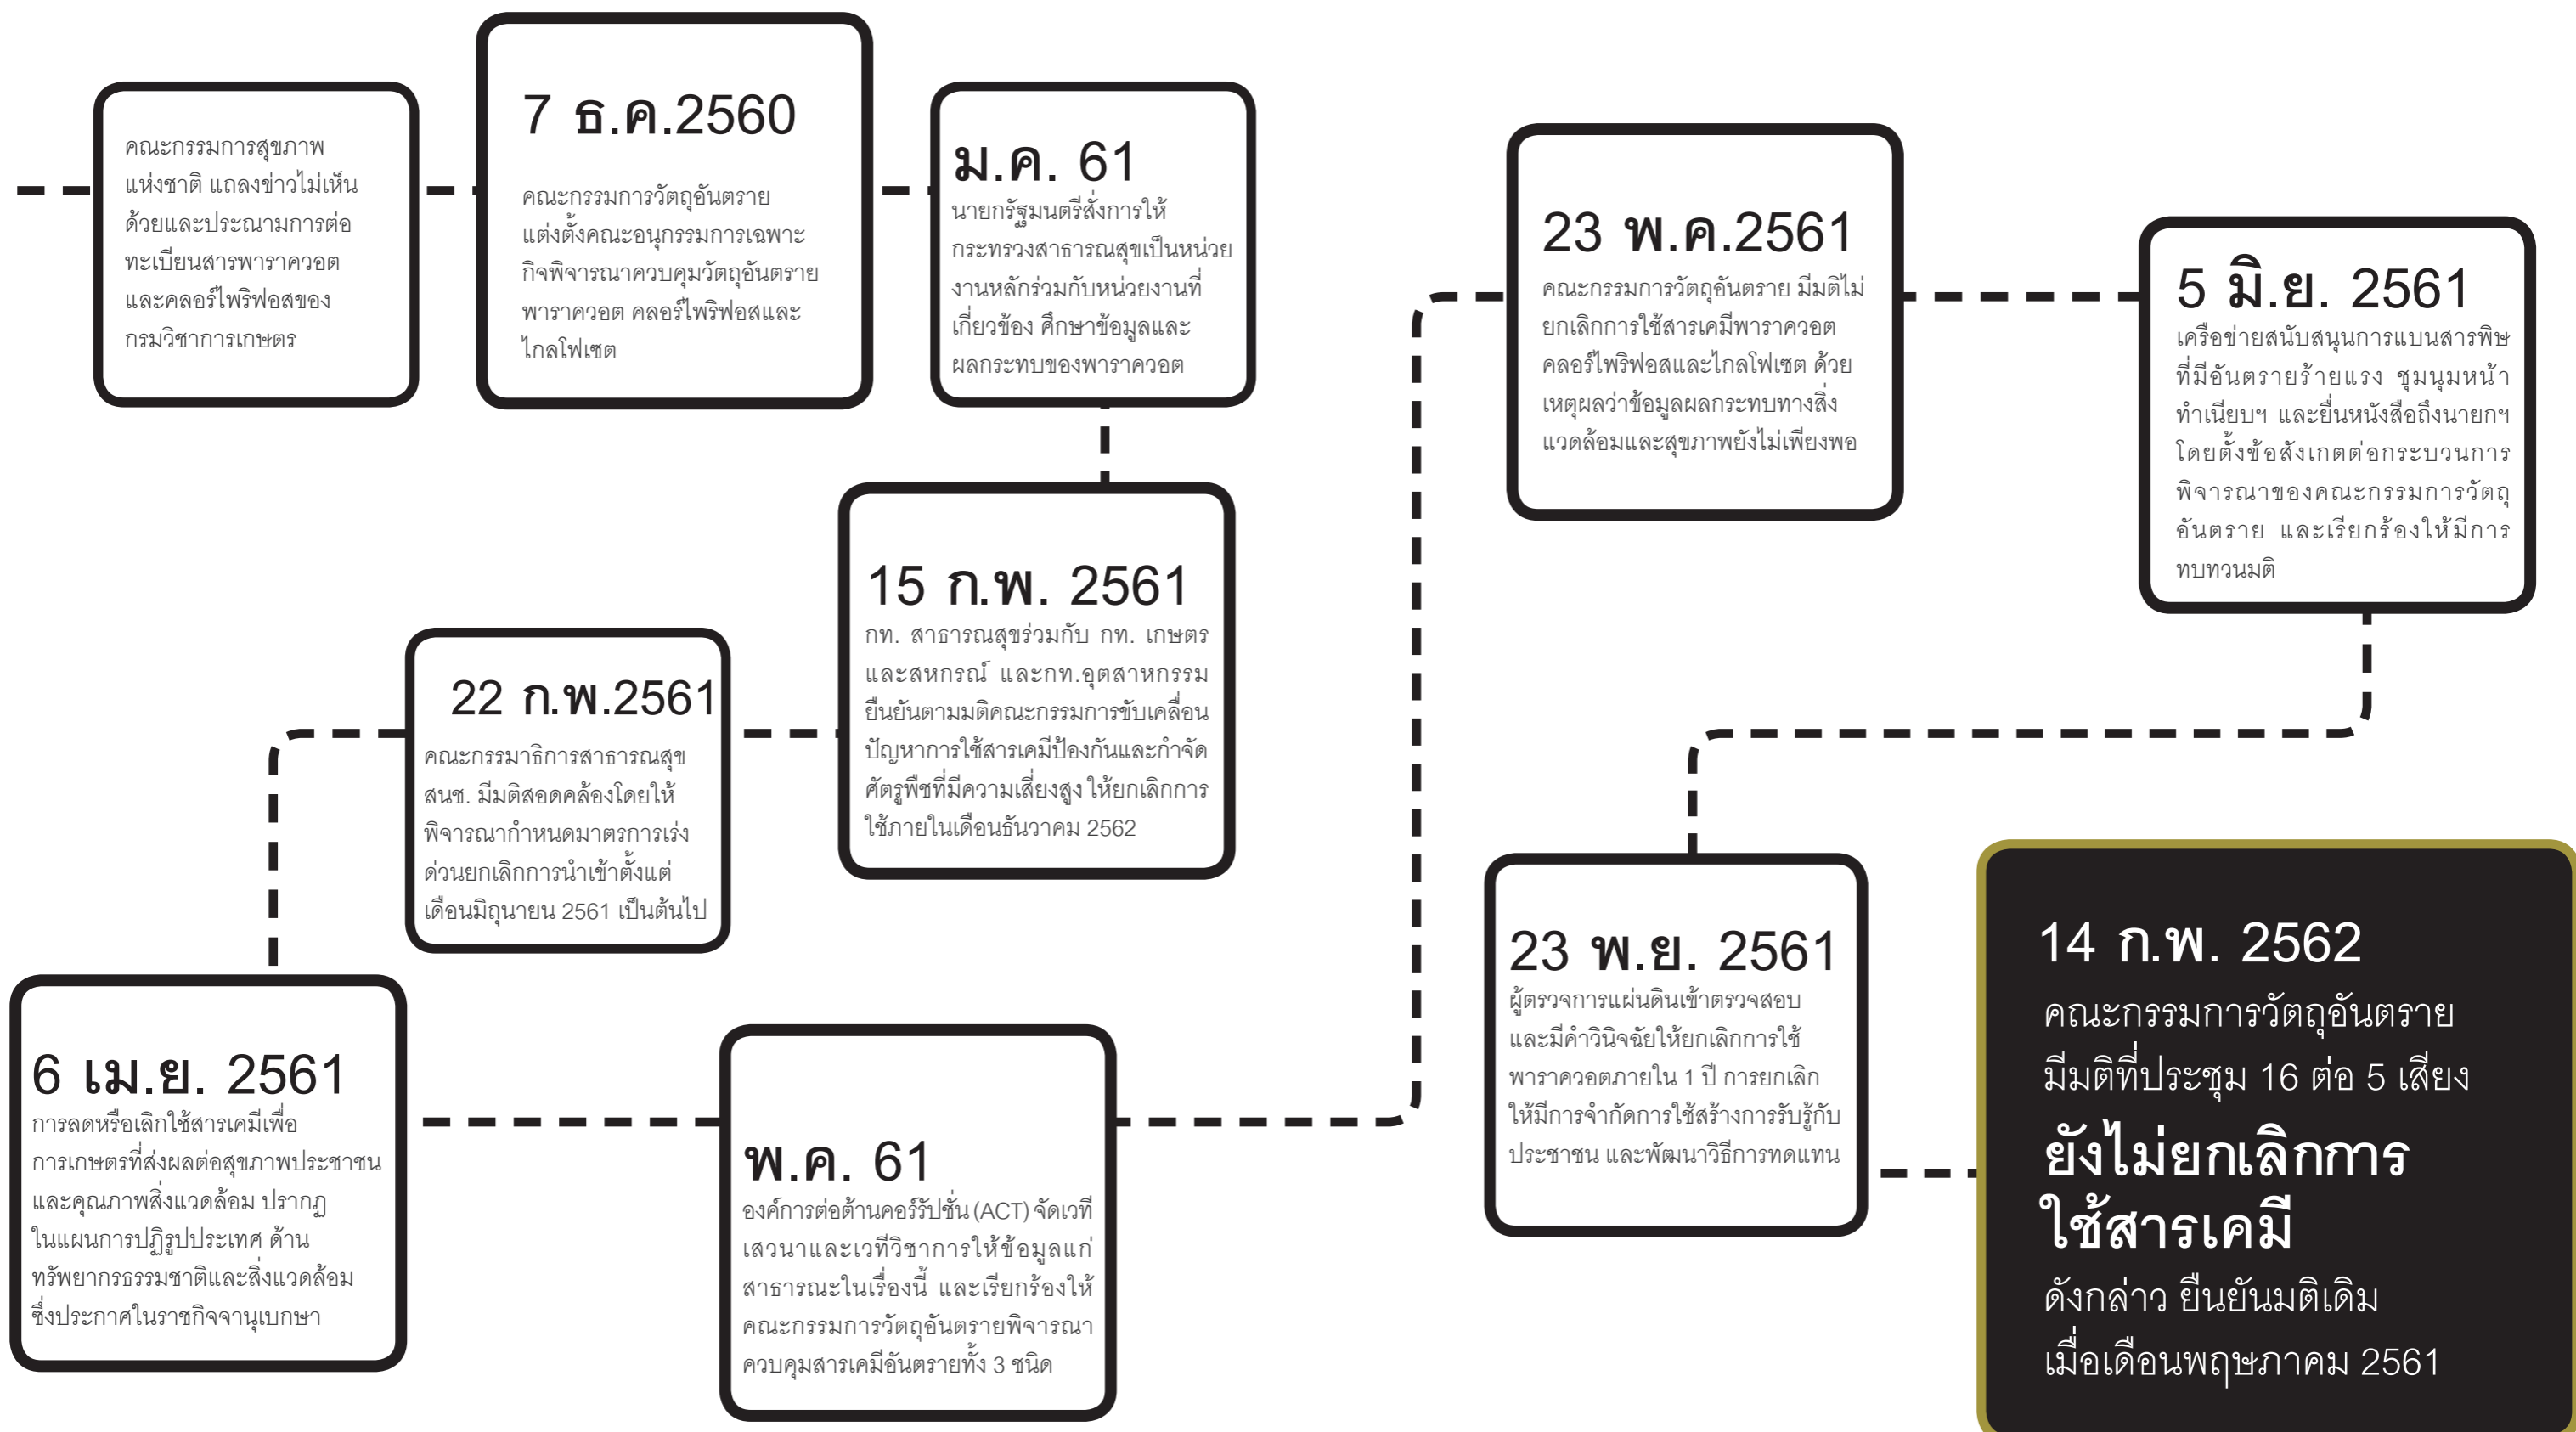 คณะกรรมการสุขภาพ
แห่งชาติ แถลงข่าวไม่เห็น
ด้วยและประณามการต่อ
ทะเบียนสารพาราควอต
และคลอร์ไพริฟอสของ
กรมวิชาการเกษตร
7 ธ.ค.2560
คณะกรรมการวัตถุอันตราย
แต่งตั้งคณะอนุกรรมการเฉพาะ
กิจพิจารณาควบคุมวัตถุอันตราย
พาราควอต คลอร์ไพริฟอสและ
ไกลโฟเซต
ม.ค. 61
นายกรัฐมนตรีสั่งการให้
กระทรวงสาธารณสุขเป็นหน่วย
งานหลักร่วมกับหน่วยงานที่
เกี่ยวข้อง ศึกษาข้อมูลและ
ผลกระทบของพาราควอต
15 ก.พ. 2561
กท. สาธารณสุขร่วมกับ กท. เกษตร
และสหกรณ์ และกท.อุตสาหกรรม
ยืนยันตามมติคณะกรรมการขับเคลื่อน
ปัญหาการใช้สารเคมีป้องกันและกำจัด
ศัตรูพืชที่มีความเสี่ยงสูง ให้ยกเลิกการ
ใช้ภายในเดือนธันวาคม 2562
22 ก.พ.2561
คณะกรรมาธิการสาธารณสุข
สนช. มีมติสอดคล้องโดยให้
พิจารณากำหนดมาตรการเร่ง
ด่วนยกเลิกการนำเข้าตั้งแต่
เดือนมิถุนายน 2561 เป็นต้นไป
6 เม.ย. 2561
การลดหรือเลิกใช้สารเคมีเพื่อ
การเกษตรที่ส่งผลต่อสุขภาพประชาชน
และคุณภาพสิ่งแวดล้อม ปรากฏ
ในแผนการปฏิรูปประเทศ ด้าน
ทรัพยากรธรรมชาติและสิ่งแวดล้อม
ซึ่งประกาศในราชกิจจานุเบกษา
พ.ค. 61
องค์การต่อต้านคอร์รัปชั่น (ACT) จัดเวที
เสวนาและเวทีวิชาการให้ข้อมูลแก่
สาธารณะในเรื่องนี้ และเรียกร้องให้
คณะกรรมการวัตถุอันตรายพิจารณา
ควบคุมสารเคมีอันตรายทั้ง 3 ชนิด
23 พ.ค.2561
คณะกรรมการวัตถุอันตราย มีมติไม่
ยกเลิกการใช้สารเคมีพาราควอต
คลอร์ไพริฟอสและไกลโฟเซต ด้วย
เหตุผลว่าข้อมูลผลกระทบทางสิ่ง
แวดล้อมและสุขภาพยังไม่เพียงพอ
5 มิ.ย. 2561
เครือข่ายสนับสนุนการแบนสารพิษ
ที่มีอันตรายร้ายแรง ชุมนุมหน้า
ทำเนียบฯ และยื่นหนังสือถึงนายกฯ
โดยตั้งข้อสังเกตต่อกระบวนการ
พิจารณาของคณะกรรมการวัตถุ
อันตราย และเรียกร้องให้มีการ
ทบทวนมติ
23 พ.ย. 2561
ผู้ตรวจการแผ่นดินเข้าตรวจสอบ
และมีคำวินิจฉัยให้ยกเลิกการใช้
พาราควอตภายใน 1 ปี การยกเลิก
ให้มีการจำกัดการใช้สร้างการรับรู้กับ
ประชาชน และพัฒนาวิธีการทดแทน
14 ก.พ. 2562
คณะกรรมการวัตถุอันตราย
มีมติที่ประชุม 16 ต่อ 5 เสียง
ยังไม่ยกเลิกการ
ใช้สารเคมี
ดังกล่าว ยืนยันมติเดิม
เมื่อเดือนพฤษภาคม 2561